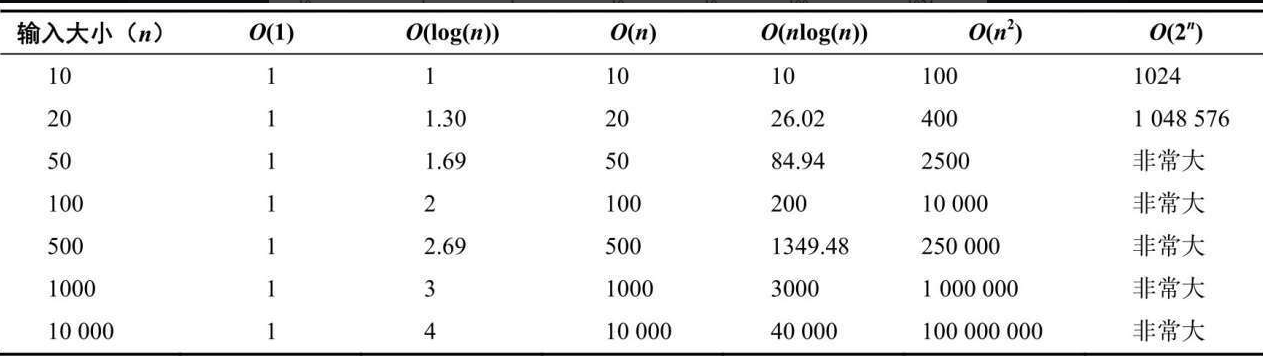 输入大小（n） O(1) O(log(n)) O(n) O(nlog(n)) O(n²) O(2ⁿ)
10 1 1 10 10 100 1024
20 1 1.30 20 26.02 400 1 048 576
50 1 1.69 50 84.94 2500 非常大
100 1 2 100 200 10 000 非常大
500 1 2.69 500 1349.48 250 000 非常大
1000 1 3 1000 3000 1 000 000 非常大
10 000 1 4 10 000 40 000 100 000 000 非常大